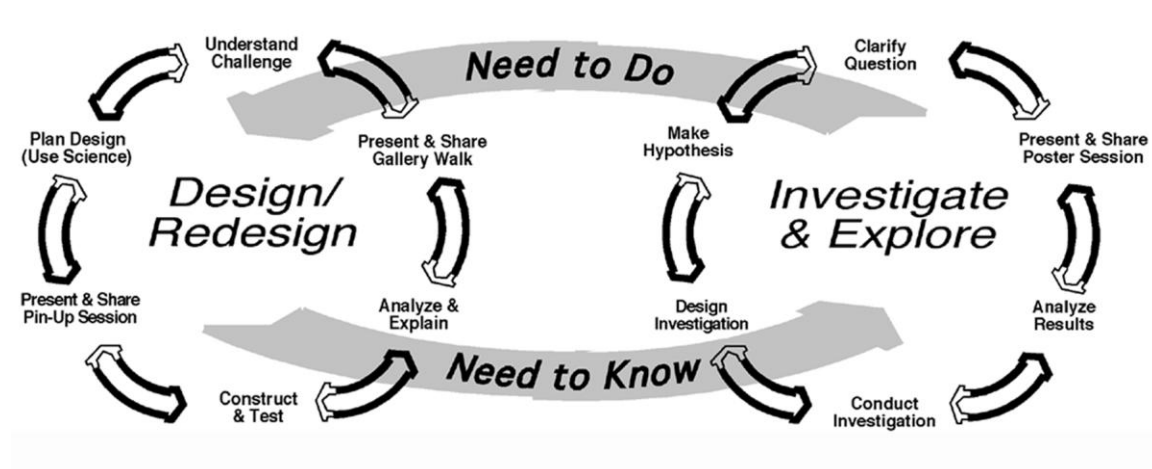 Need to Do
Understand
Challenge
Plan Design
(Use Science)
Present & Share
Pin-Up Session
Construct
& Test
Analyze &
Explain
Present & Share
Gallery Walk
Design/
Redesign
Clarify
Question
Make
Hypothesis
Design
Investigation
Conduct
Investigation
Analyze
Results
Present & Share
Poster Session
Investigate
& Explore
Need to Know